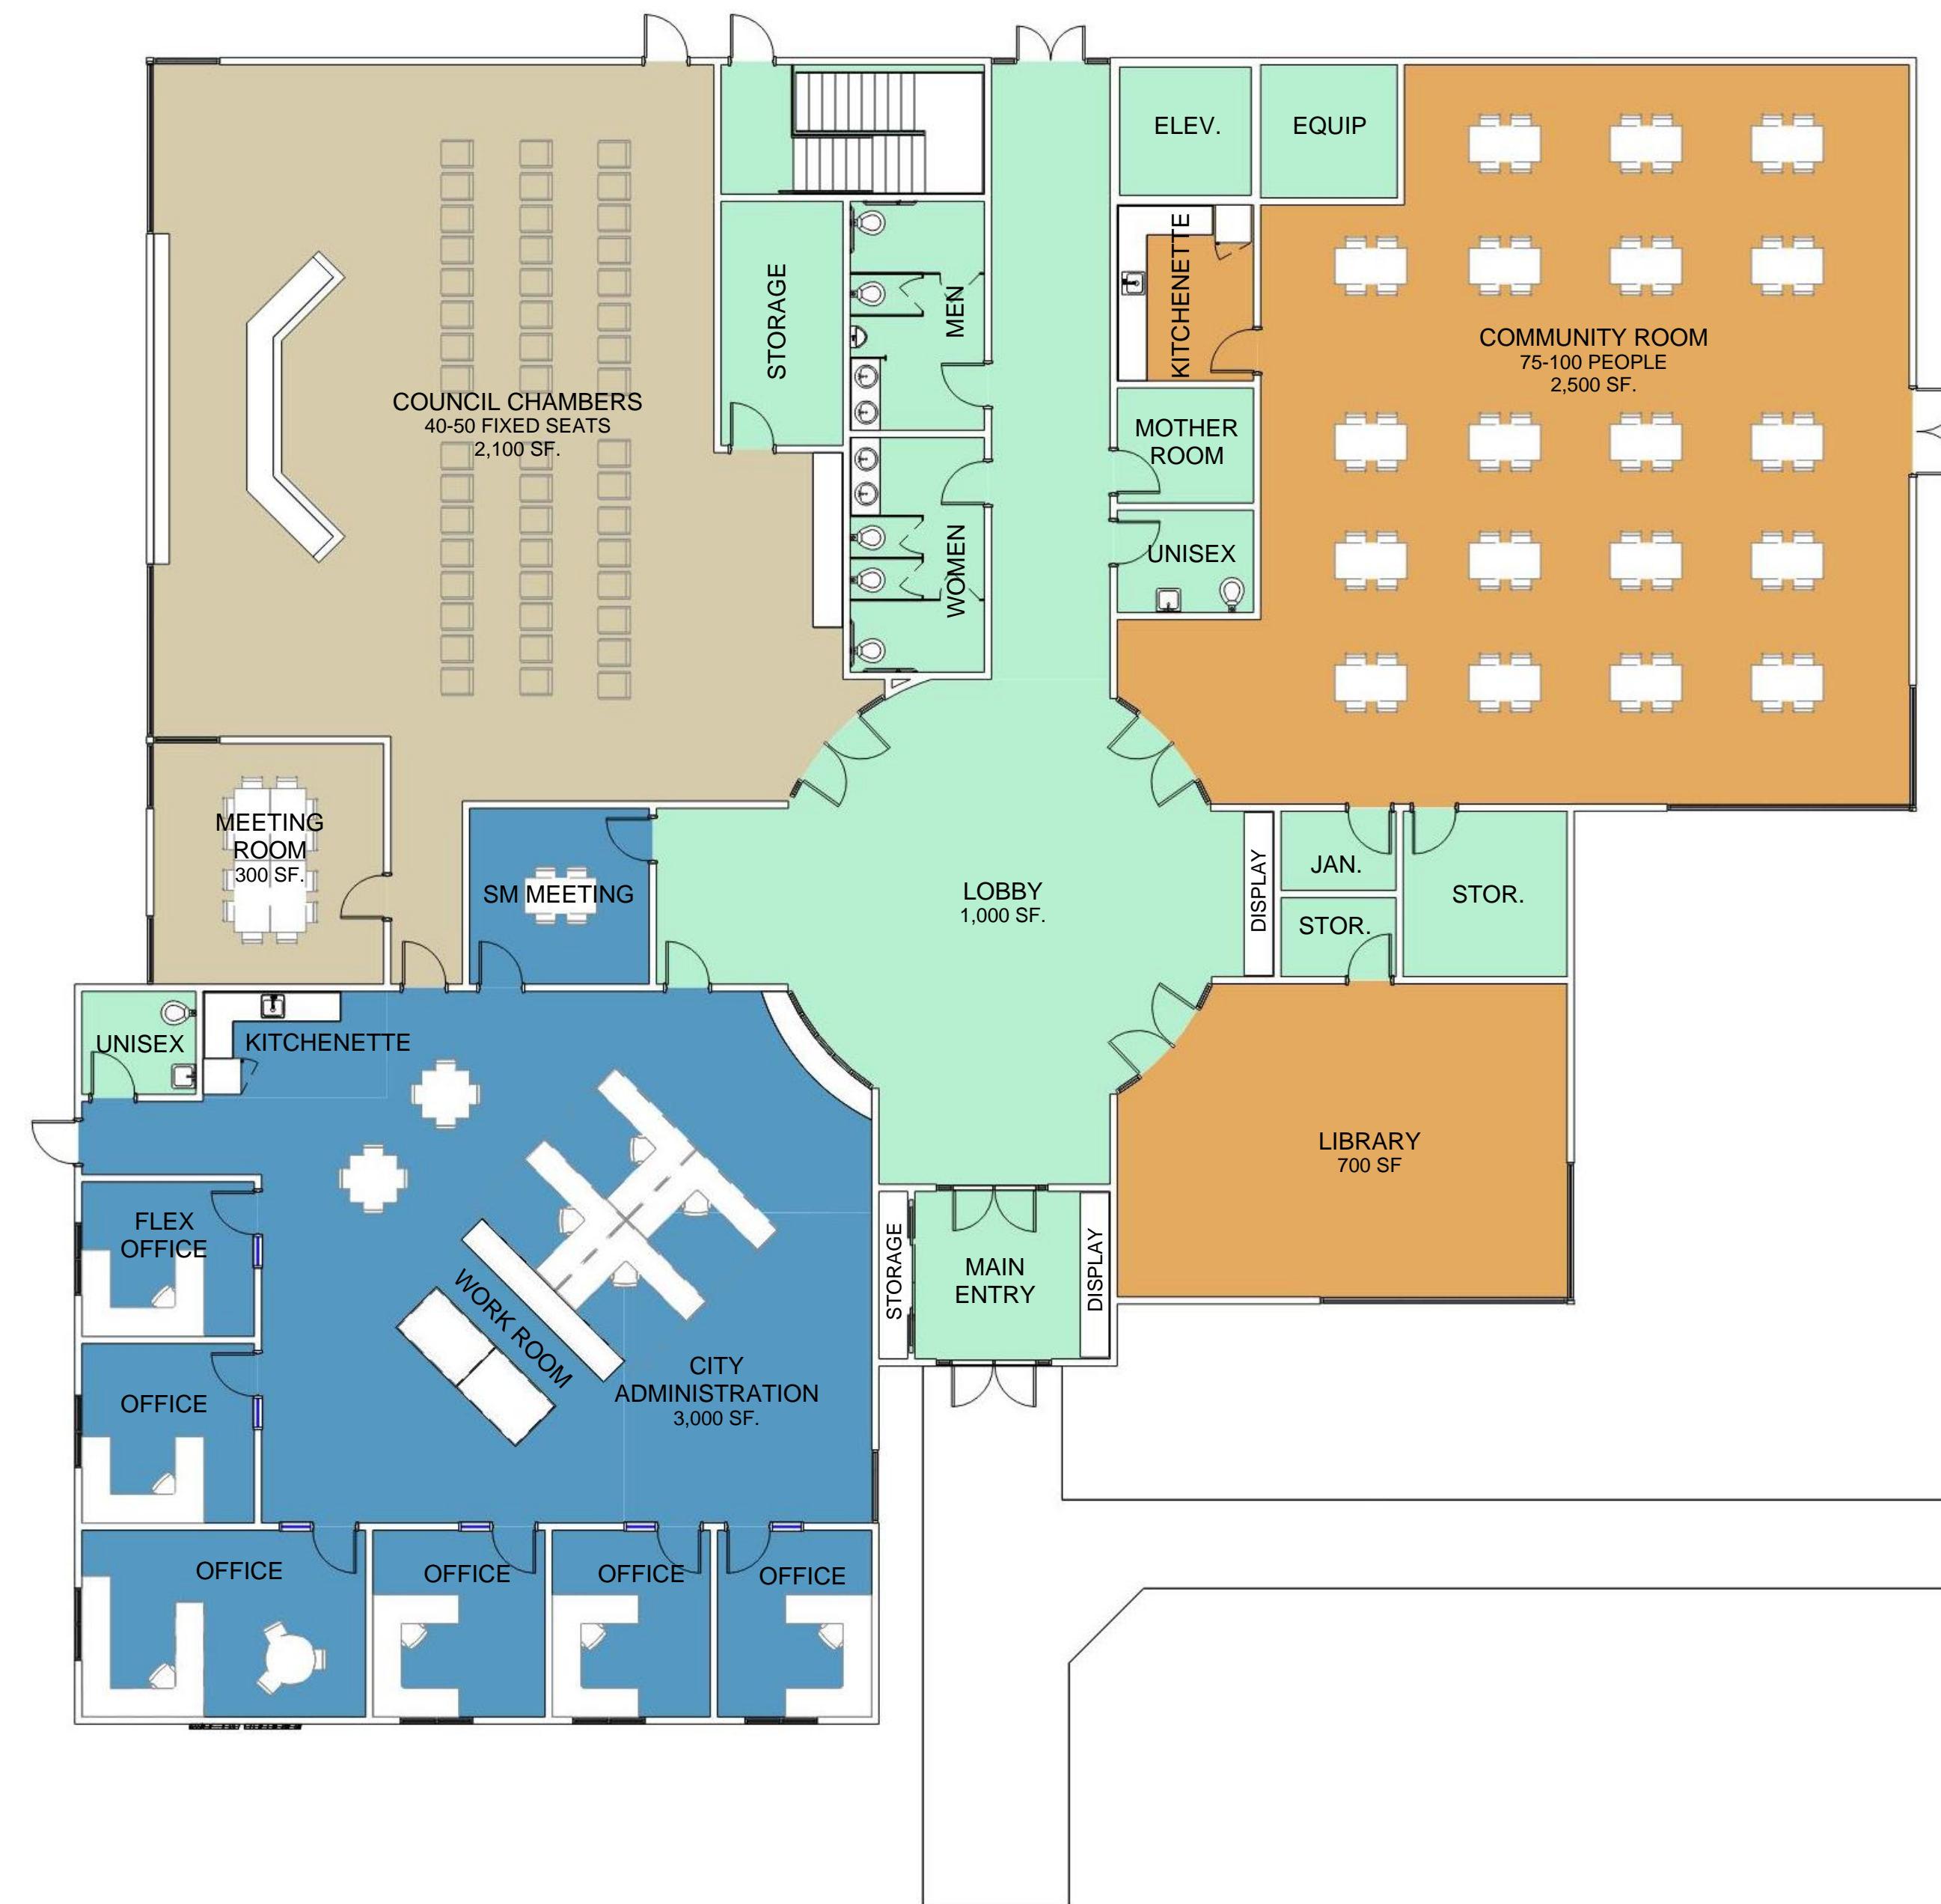 ELEV.
EQUIP
KITCHENETTE
STORAGE
MEN
COMMUNITY ROOM
75-100 PEOPLE
2,500 SF.
COUNCIL CHAMBERS
40-50 FIXED SEATS
2,100 SF.
MOTHER
ROOM
UNISEX
WOMEN
MEETING
ROOM
300 SF.
SM MEETING
LOBBY
1,000 SF.
DISPLAY
JAN.
STOR.
STOR.
UNISEX
KITCHENETTE
LIBRARY
700 SF
FLEX
OFFICE
STORAGE
MAIN
ENTRY
DISPLAY
WORK ROOM
CITY
ADMINISTRATION
3,000 SF.
OFFICE
OFFICE
OFFICE
OFFICE
OFFICE